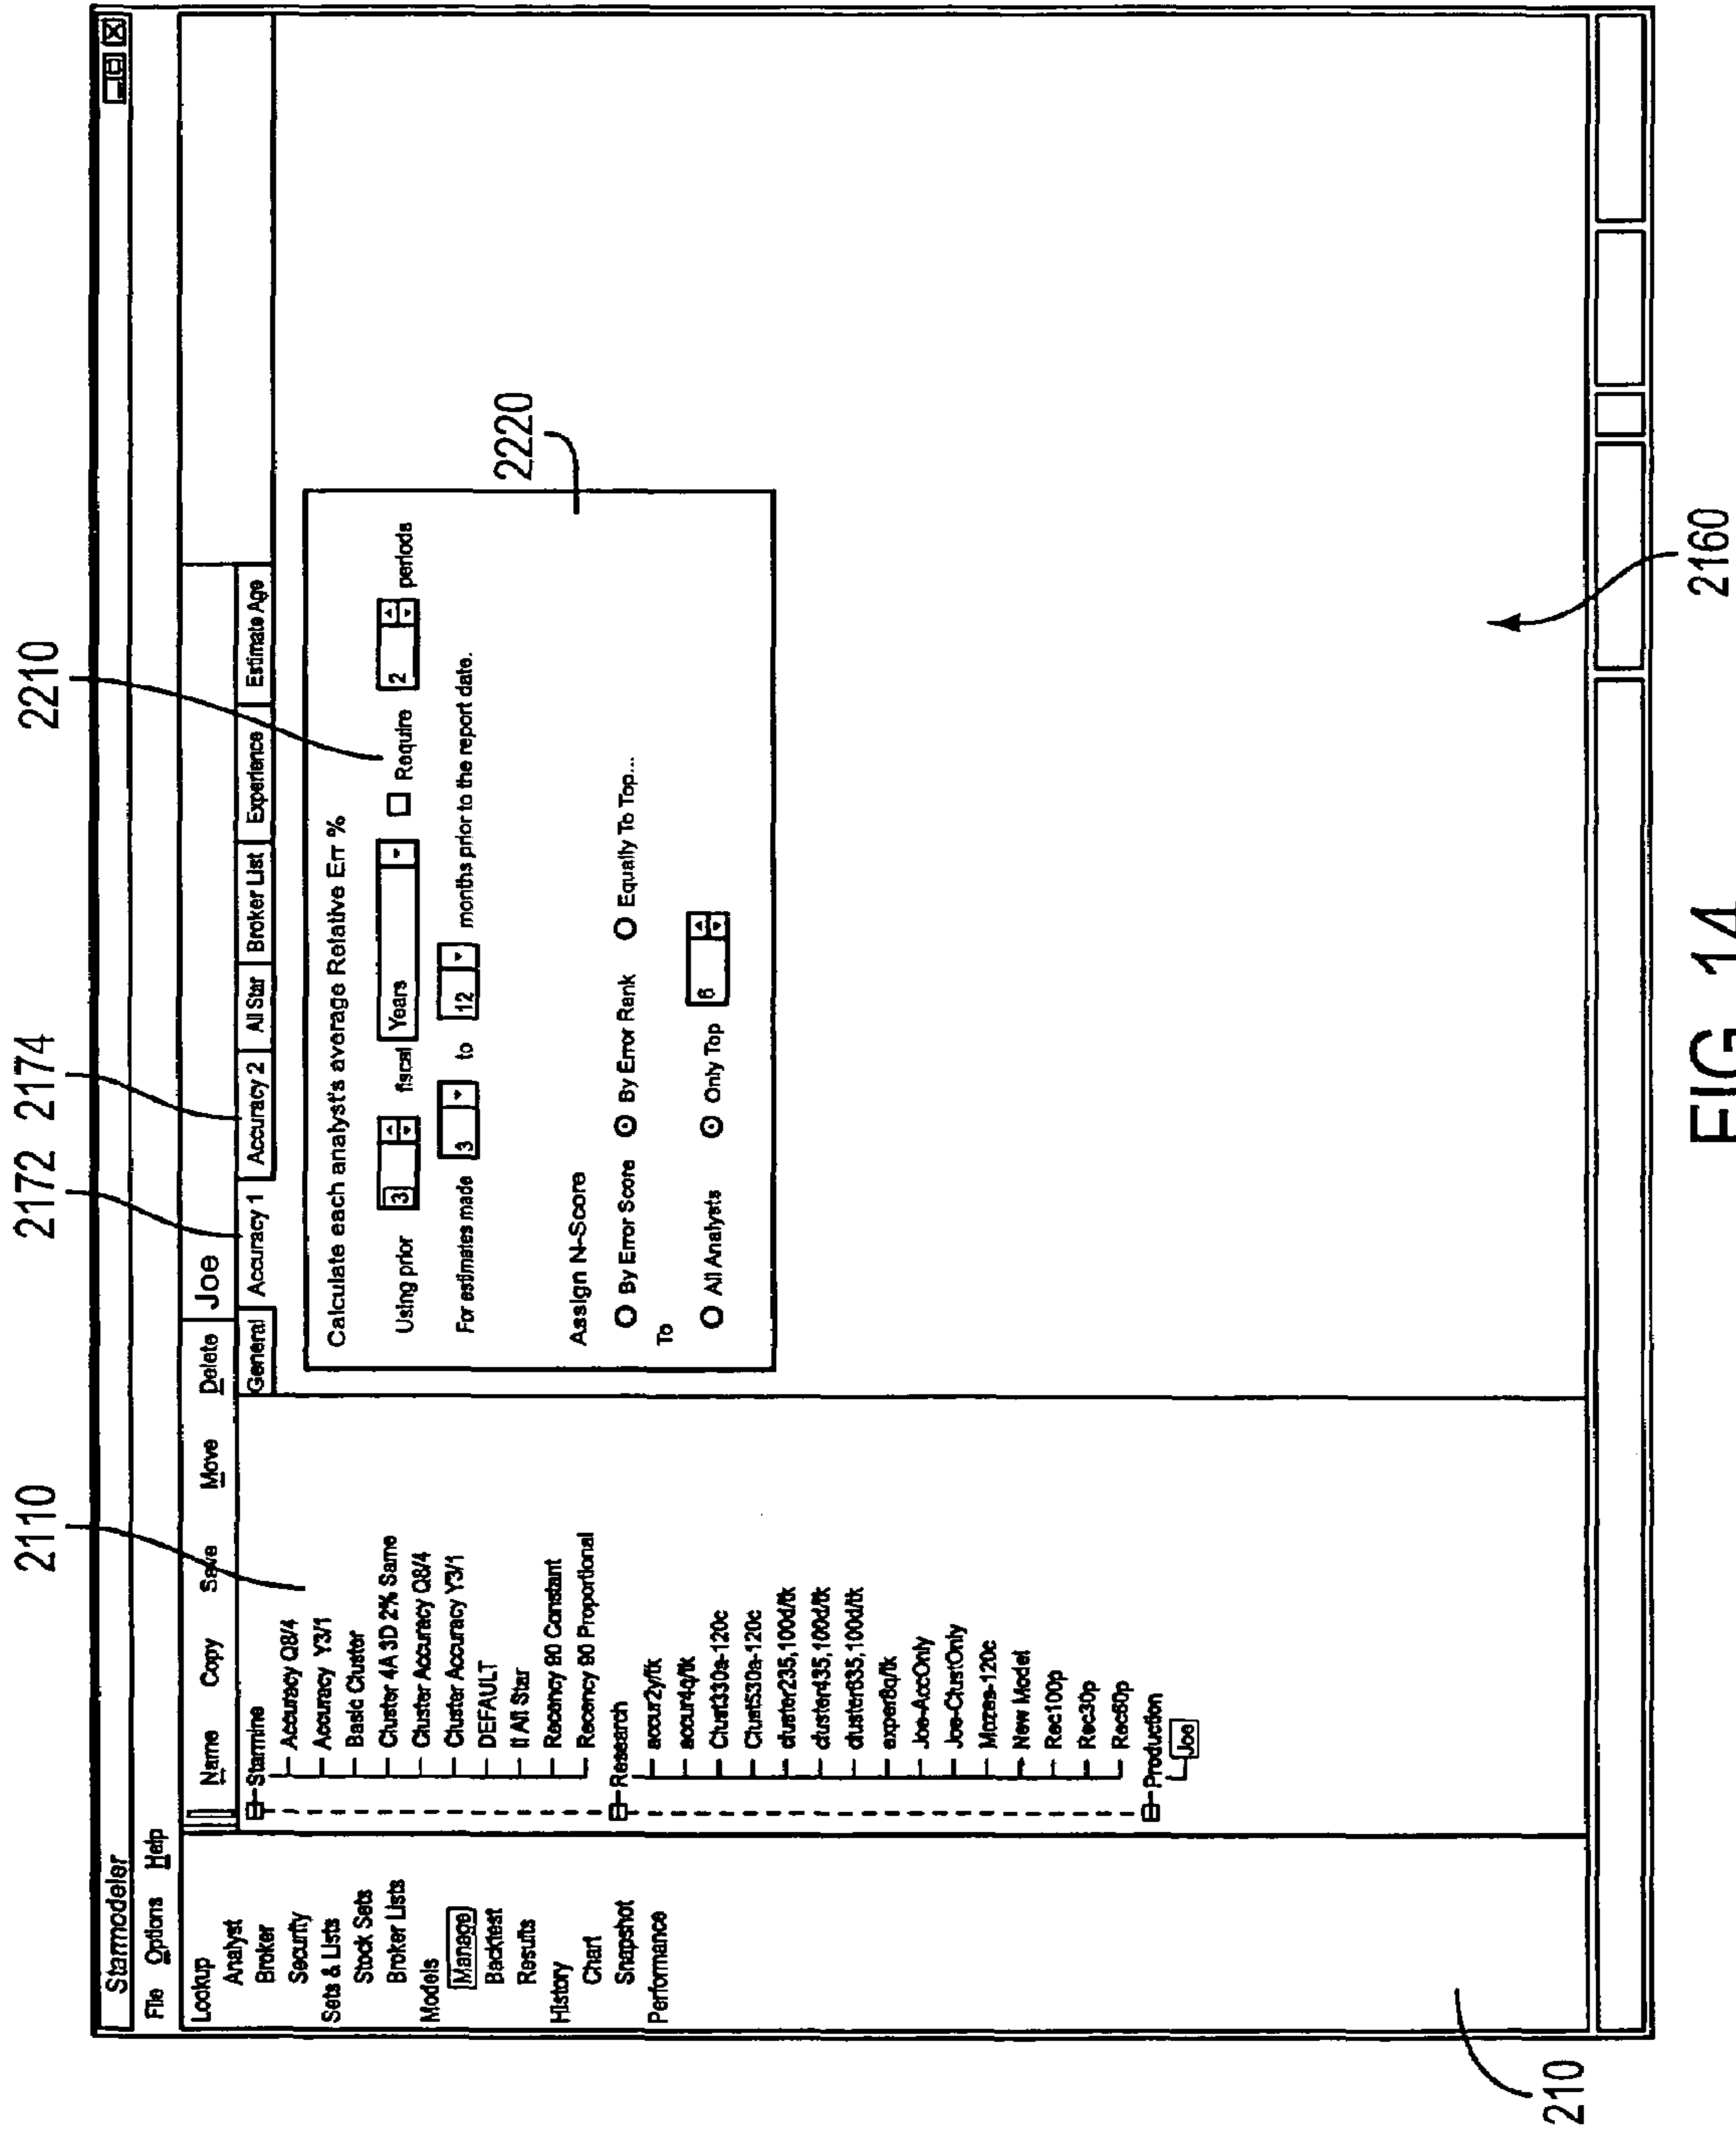 2110
2172 2174
2210
Starmodeler
File Options Help
Lookup
Analyst
Broker
Security
Sets & Lists
Stock Sets
Broker Lists
Models
Manage
Backtest
Results
History
Chart
Snapshot
Performance
Name Copy Save Move Delete Joe
Starmine
Accuracy Q8/4
Accuracy Y3/1
Basic Cluster
Cluster 4A 3D 2% Same
Cluster Accuracy Q8/4
Cluster Accuracy Y3/1
DEFAULT
II All Star
Recency 90 Constant
Recency 90 Proportional
Research
accur2y/tk
accur4q/tk
Clust330a-120c
Clust530a-120c
cluster235,100d/tk
cluster435,100d/tk
cluster635,100d/tk
exper8q/tk
Joe-AccOnly
Joe-ClustOnly
Mozes-120c
New Model
Rec100p
Rec30p
Rec60p
Production
Joe
General Accuracy 1 Accuracy 2 All Star Broker List Experience Estimate Age
Calculate each analyst's average Relative Err %
Using prior 3 fiscal Years Require 2 periods
For estimates made 3 to 12 months prior to the report date.
Assign N-Score
By Error Score By Error Rank Equally To Top...
To
All Analysts Only Top 6
2220
210
2160
FIG. 14